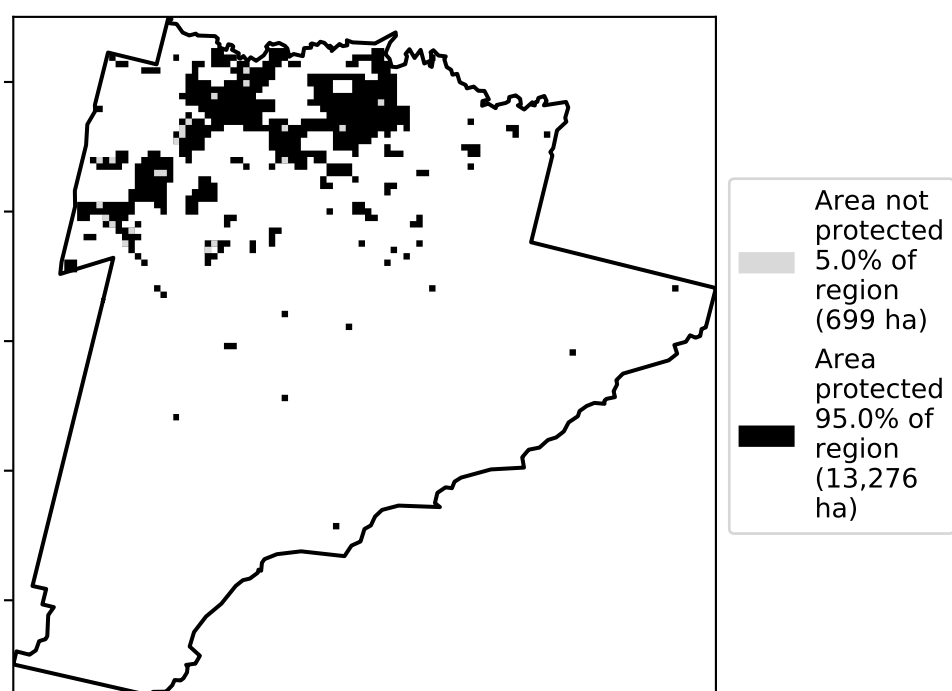 Area not
protected
5.0% of
region
(699 ha)
Area
protected
95.0% of
region
(13,276
ha)